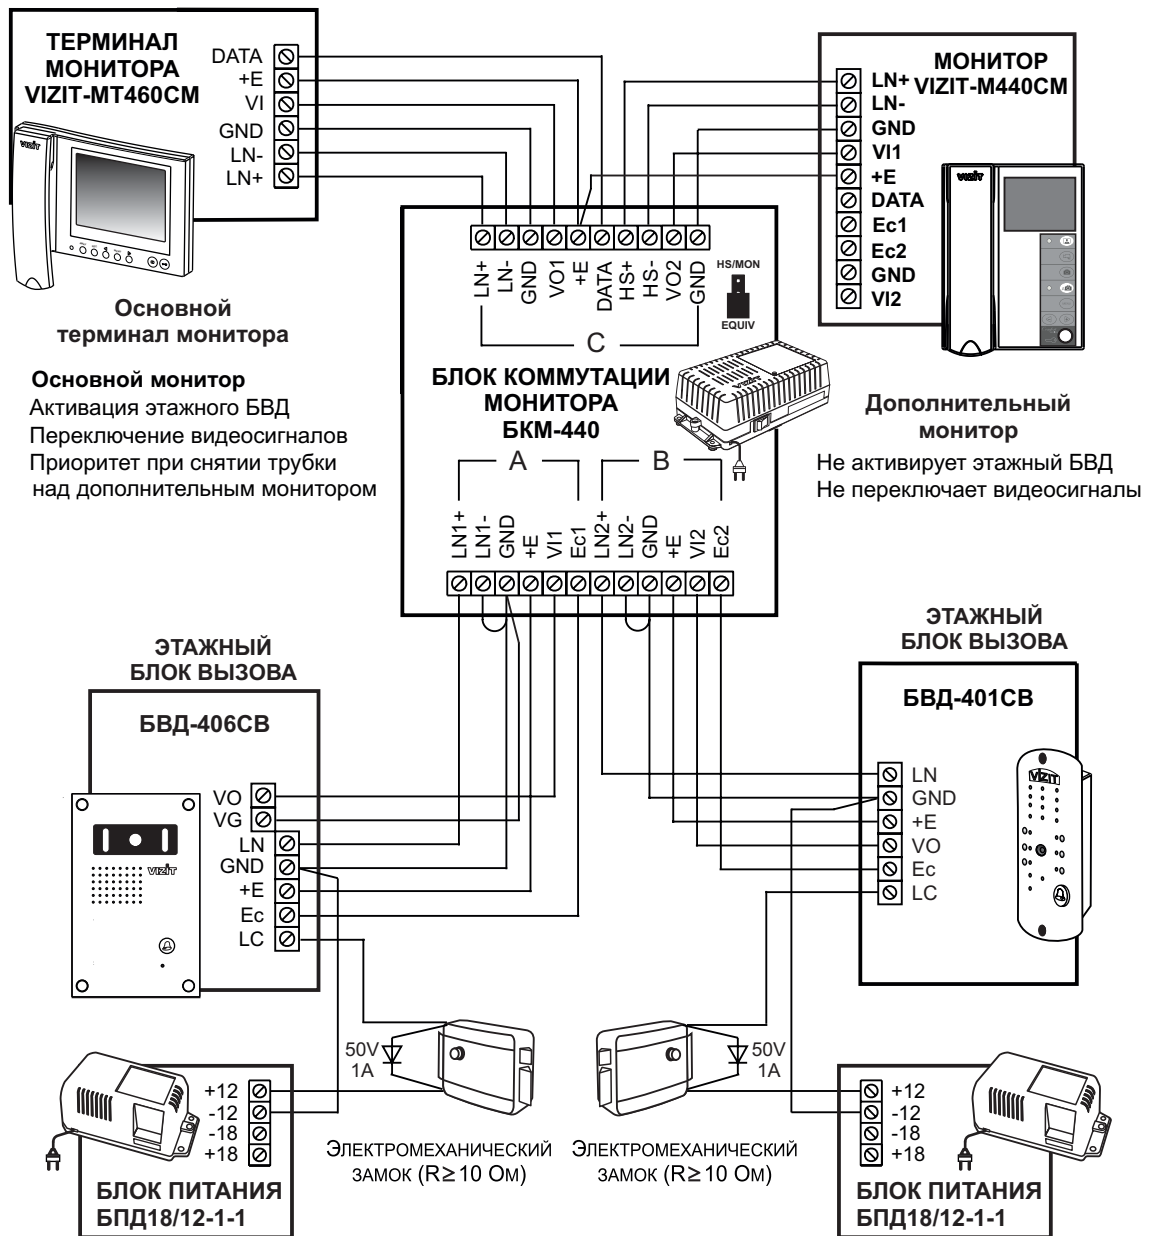 ТЕРМИНАЛ
МОНИТОРА
VIZIT-MT460CM
DATA
+E
VI
GND
LN-
LN+
VIZIT
Основной
терминал монитора
Основной монитор
Активация этажного БВД
Переключение видеосигналов
Приоритет при снятии трубки
над дополнительным монитором
МОНИТОР
VIZIT-M440CM
LN+
LN-
GND
VI1
+E
DATA
Ec1
Ec2
GND
VI2
VIZIT
Дополнительный
монитор
Не активирует этажный БВД
Не переключает видеосигналы
LN+
LN-
GND
VO1
+E
DATA
HS+
HS-
VO2
GND
C
HS/MON
EQUIV
БЛОК КОММУТАЦИИ
МОНИТОРА
БКМ-440
VIZIT
A
B
LN1+
LN1-
GND
+E
VI1
Ec1
LN2+
LN2-
GND
+E
VI2
Ec2
ЭТАЖНЫЙ
БЛОК ВЫЗОВА
БВД-406CB
VO
VG
LN
GND
+E
Ec
LC
VIZIT
ЭТАЖНЫЙ
БЛОК ВЫЗОВА
БВД-401CB
LN
GND
+E
VO
Ec
LC
VIZIT
50V
1A
50V
1A
+12
-12
-18
+18
БЛОК ПИТАНИЯ
БПД18/12-1-1
Электромеханический
замок (R≥10 Ом)
Электромеханический
замок (R≥10 Ом)
+12
-12
-18
+18
БЛОК ПИТАНИЯ
БПД18/12-1-1